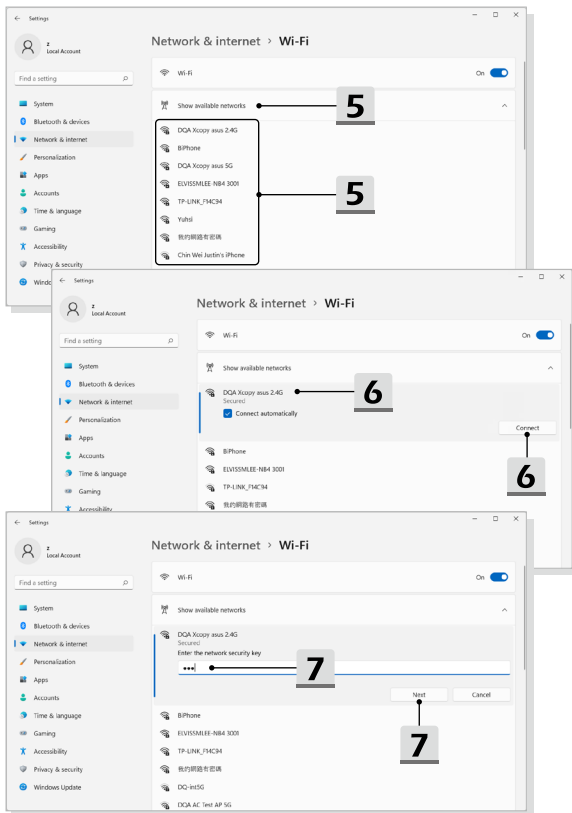 Settings
z
Local Account
Find a setting
System
Bluetooth & devices
Network & internet
Personalization
Apps
Accounts
Time & language
Gaming
Accessibility
Privacy & security
Windo
Network & internet > Wi-Fi
Wi-Fi
On
Show available networks
5
DQA Xcopy asus 2.4G
BiPhone
DQA Xcopy asus 5G
ELVISSMLEE-NB4 3001
TP-LINK_F14C94
Yuhsi
我的網路有密碼
Chin Wei Justin's iPhone
5
Settings
z
Local Account
Find a setting
System
Bluetooth & devices
Network & internet
Personalization
Apps
Accounts
Time & language
Gaming
Accessibility
Network & internet > Wi-Fi
Wi-Fi
On
Show available networks
DQA Xcopy asus 2.4G
Secured
Connect automatically
6
Connect
6
BiPhone
ELVISSMLEE-NB4 3001
TP-LINK_F14C94
我的網路有密碼
Settings
z
Local Account
Find a setting
System
Bluetooth & devices
Network & internet
Personalization
Apps
Accounts
Time & language
Gaming
Accessibility
Privacy & security
Windows Update
Network & internet > Wi-Fi
Wi-Fi
On
Show available networks
DQA Xcopy asus 2.4G
Secured
Enter the network security key
7
Next
Cancel
7
BiPhone
ELVISSMLEE-NB4 3001
TP-LINK_F14C94
我的網路有密碼
DQ-int5G
DQA AC Test AP 5G